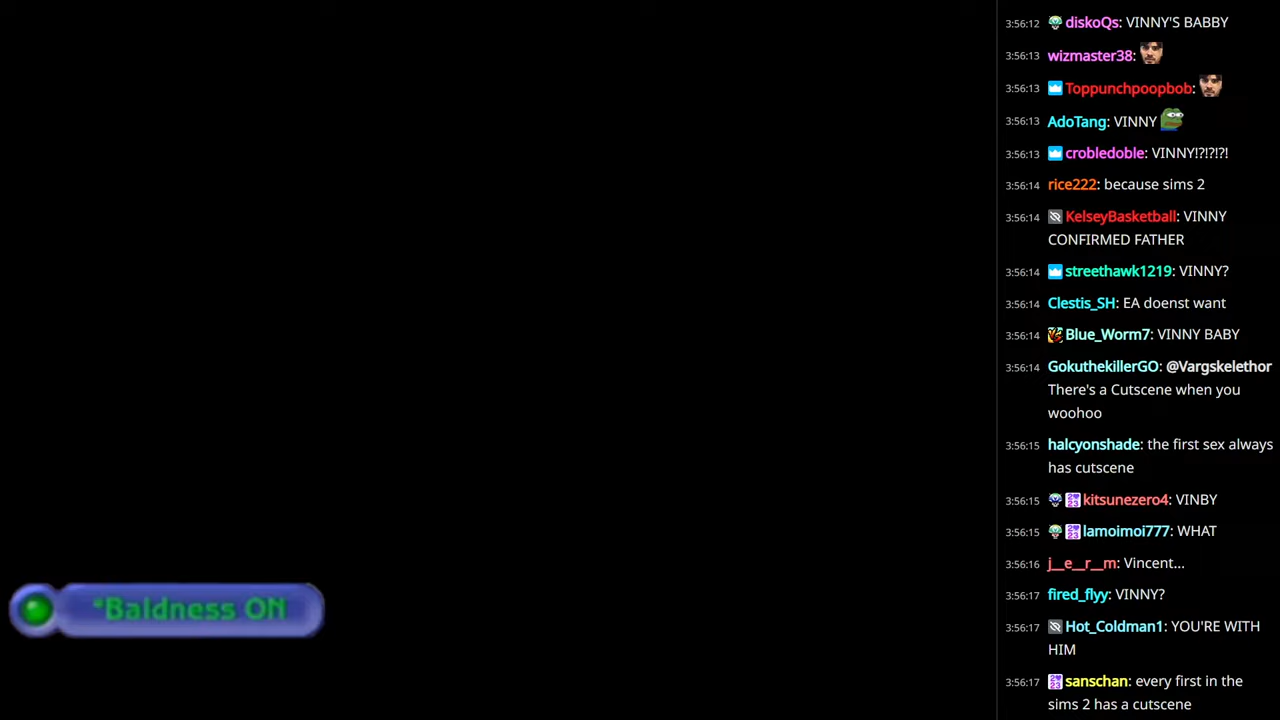 3:56:12 diskoQs: VINNY'S BABBY
3:56:13 wizmaster38:
3:56:13 Toppunchpoopbob:
3:56:13 AdoTang: VINNY
3:56:13 crobledoble: VINNY!?!?!?!
3:56:14 rice222: because sims 2
3:56:14 KelseyBasketball: VINNY
CONFIRMED FATHER
3:56:14 streethawk1219: VINNY?
3:56:14 Clestis_SH: EA doenst want
3:56:14 Blue_Worm7: VINNY BABY
3:56:14 GokuthekillerGO: @Vargskelethor
There's a Cutscene when you
woohoo
3:56:15 halcyonshade: the first sex always
has cutscene
3:56:15 kitsunezero4: VINBY
3:56:15 lamoimoi777: WHAT
3:56:16 j__e__r__m: Vincent...
3:56:17 fired_flyy: VINNY?
3:56:17 Hot_Coldman1: YOU'RE WITH
HIM
3:56:17 sanschan: every first in the
sims 2 has a cutscene
*Baldness ON